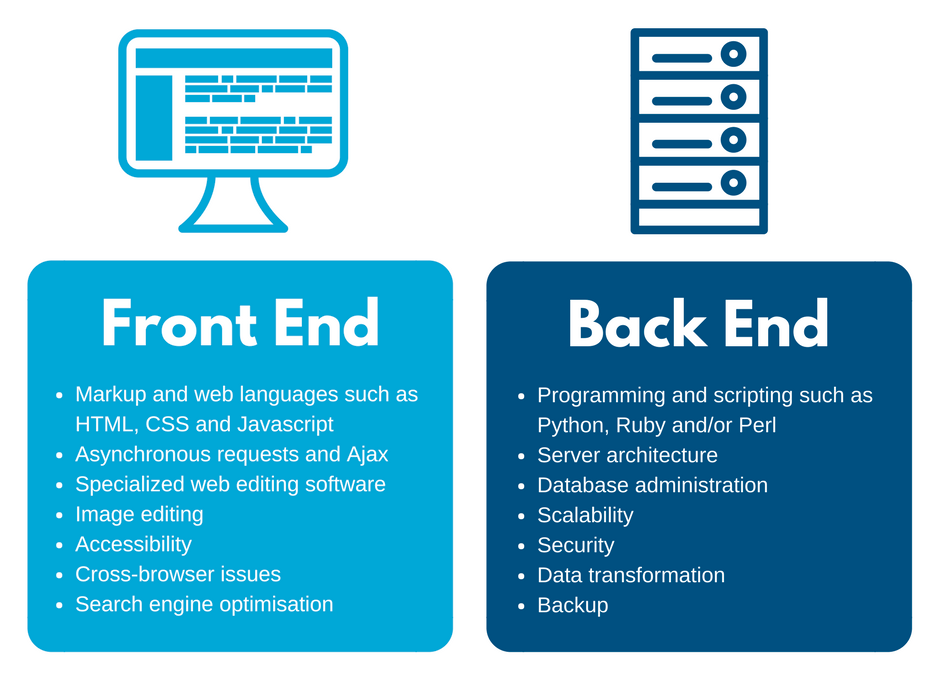 Front End
• Markup and web languages such as
HTML, CSS and Javascript
• Asynchronous requests and Ajax
• Specialized web editing software
• Image editing
• Accessibility
• Cross-browser issues
• Search engine optimisation
Back End
• Programming and scripting such as
Python, Ruby and/or Perl
• Server architecture
• Database administration
• Scalability
• Security
• Data transformation
• Backup